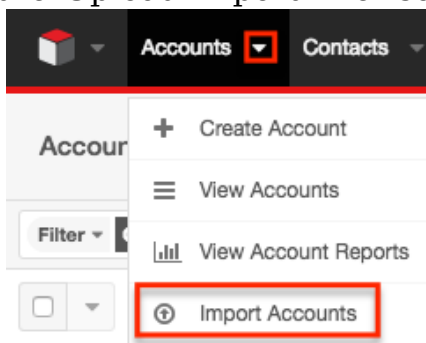 Accounts Contacts
Create Account
Accour
View Accounts
Filter
View Account Reports
Import Accounts